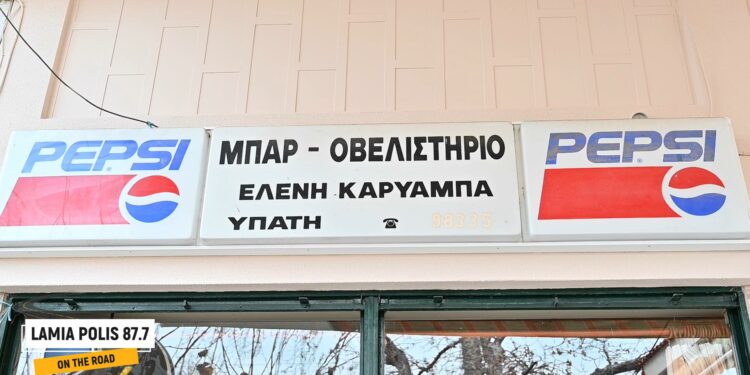 PEPSI
ΜΠΑΡ - ΟΒΕΛΙΣΤΗΡΙΟ
ΕΛΕΝΗ ΚΑΡΥΑΜΠΑ
ΥΠΑΤΗ ☎ 98335
PEPSI
LAMIA POLIS 87.7
ON THE ROAD